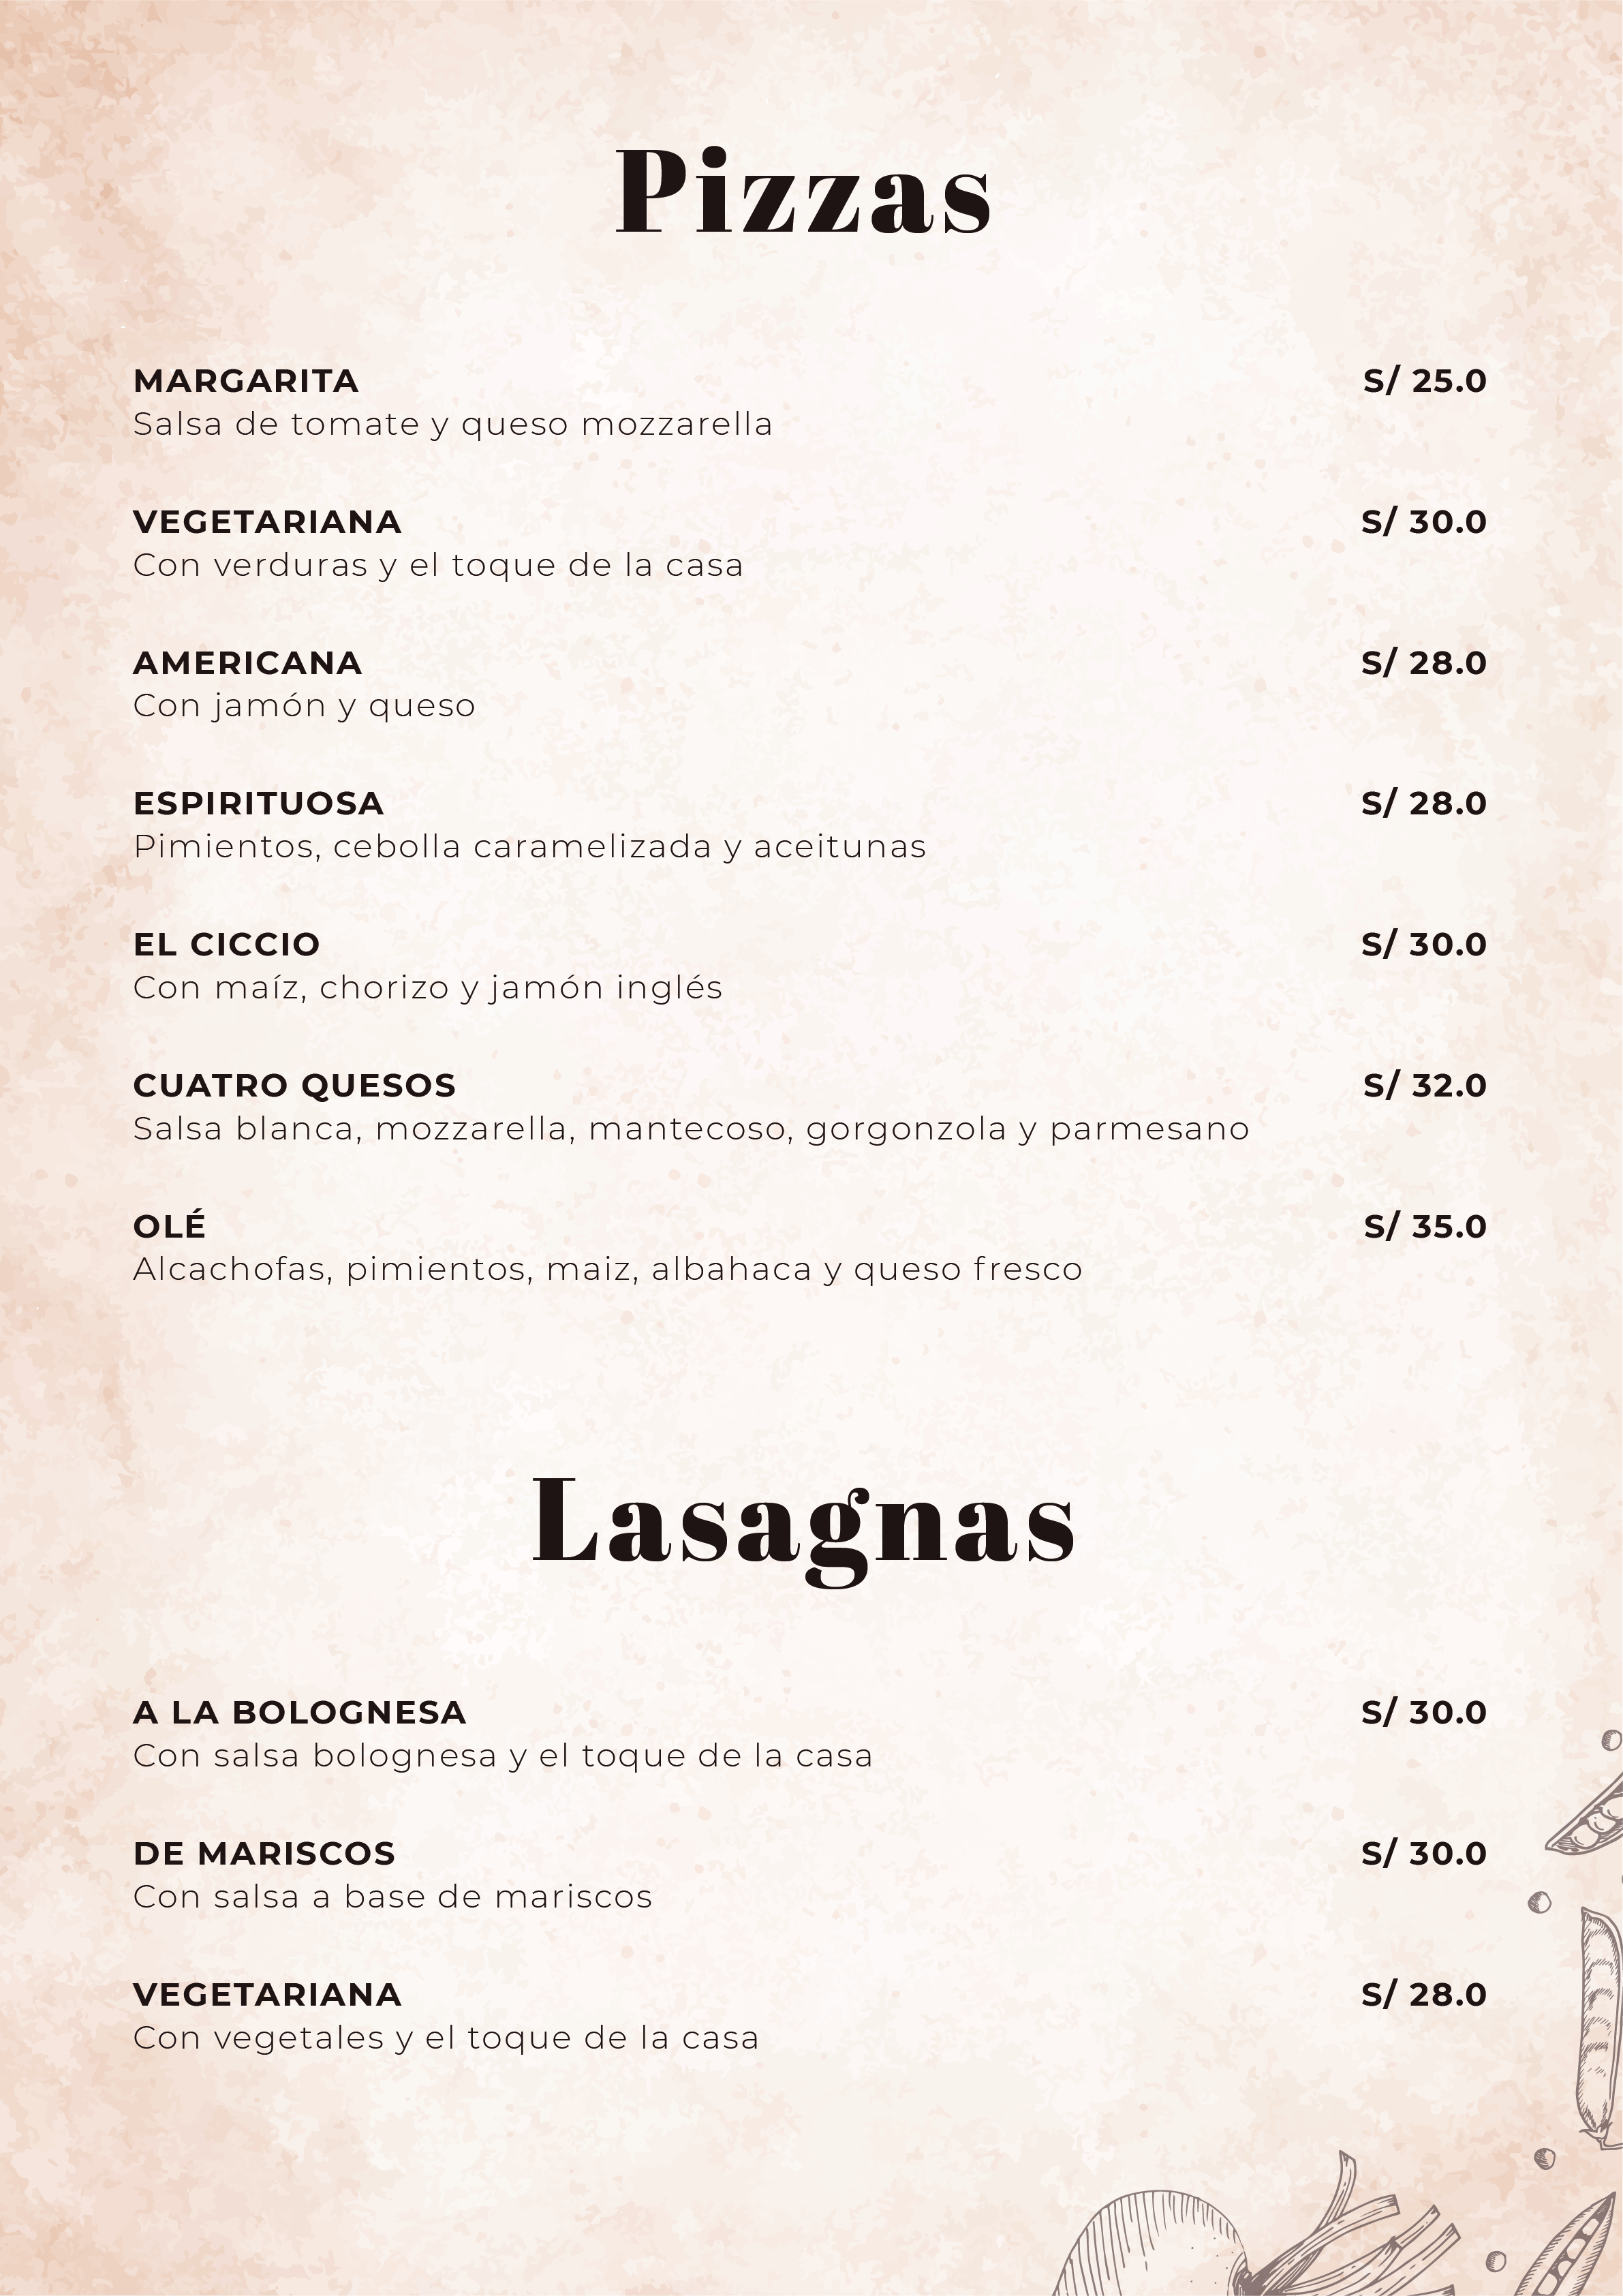 Pizzas
MARGARITA S/ 25.0
Salsa de tomate y queso mozzarella
VEGETARIANA S/ 30.0
Con verduras y el toque de la casa
AMERICANA S/ 28.0
Con jamón y queso
ESPIRITUOSA S/ 28.0
Pimientos, cebolla caramelizada y aceitunas
EL CICCIO S/ 30.0
Con maíz, chorizo y jamón inglés
CUATRO QUESOS S/ 32.0
Salsa blanca, mozzarella, mantecoso, gorgonzola y parmesano
OLÉ S/ 35.0
Alcachofas, pimientos, maiz, albahaca y queso fresco
Lasagnas
A LA BOLOGNESA S/ 30.0
Con salsa bolognesa y el toque de la casa
DE MARISCOS S/ 30.0
Con salsa a base de mariscos
VEGETARIANA S/ 28.0
Con vegetales y el toque de la casa